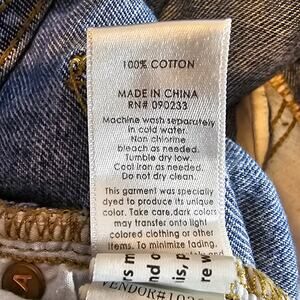 100% COTTON
MADE IN CHINA
RN# 090233
Machine wash separately
in cold water.
Non chlorine
bleach as needed.
Tumble dry low.
Cool iron as needed.
Do not dry clean.
This garment was specially
dyed to produce its unique
color. Take care, dark colors
may transfer onto light
colored clothing or other
items. To minimize fading,
VENDOR#